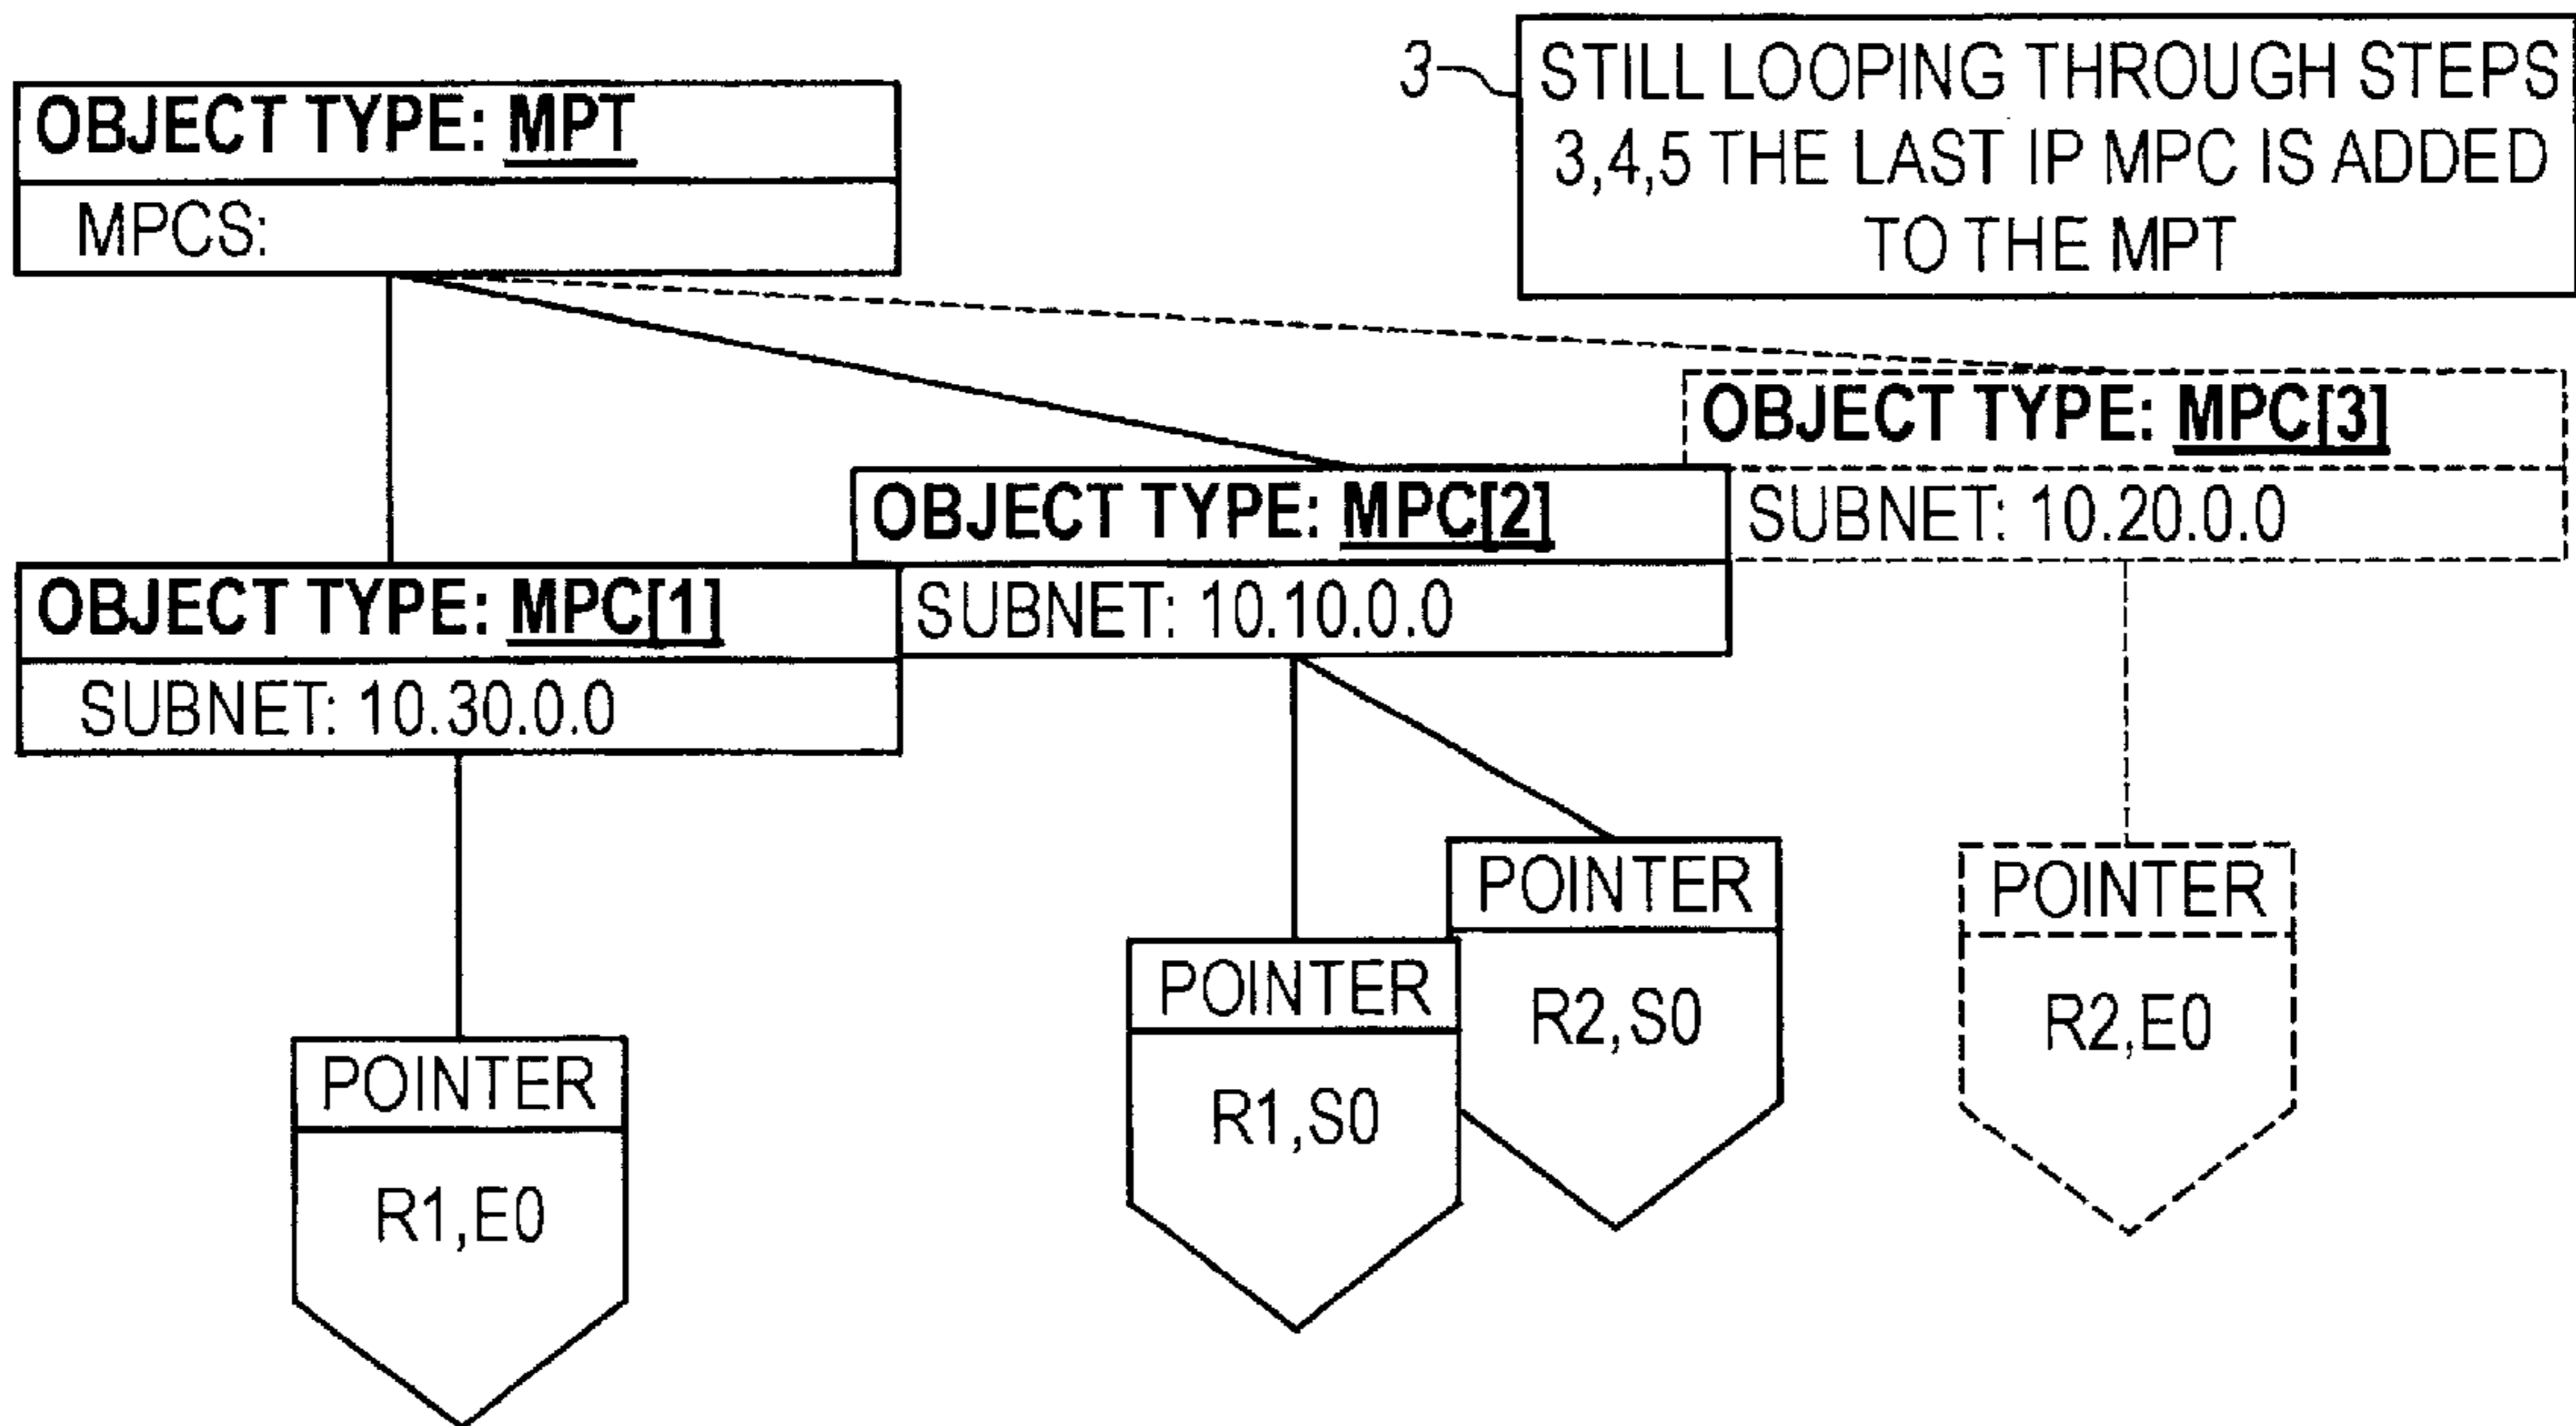 3
STILL LOOPING THROUGH STEPS
3,4,5 THE LAST IP MPC IS ADDED
TO THE MPT
OBJECT TYPE: MPT
MPCS:
OBJECT TYPE: MPC[3]
SUBNET: 10.20.0.0
OBJECT TYPE: MPC[2]
SUBNET: 10.10.0.0
OBJECT TYPE: MPC[1]
SUBNET: 10.30.0.0
POINTER
R1,E0
POINTER
R1,S0
POINTER
R2,S0
POINTER
R2,E0